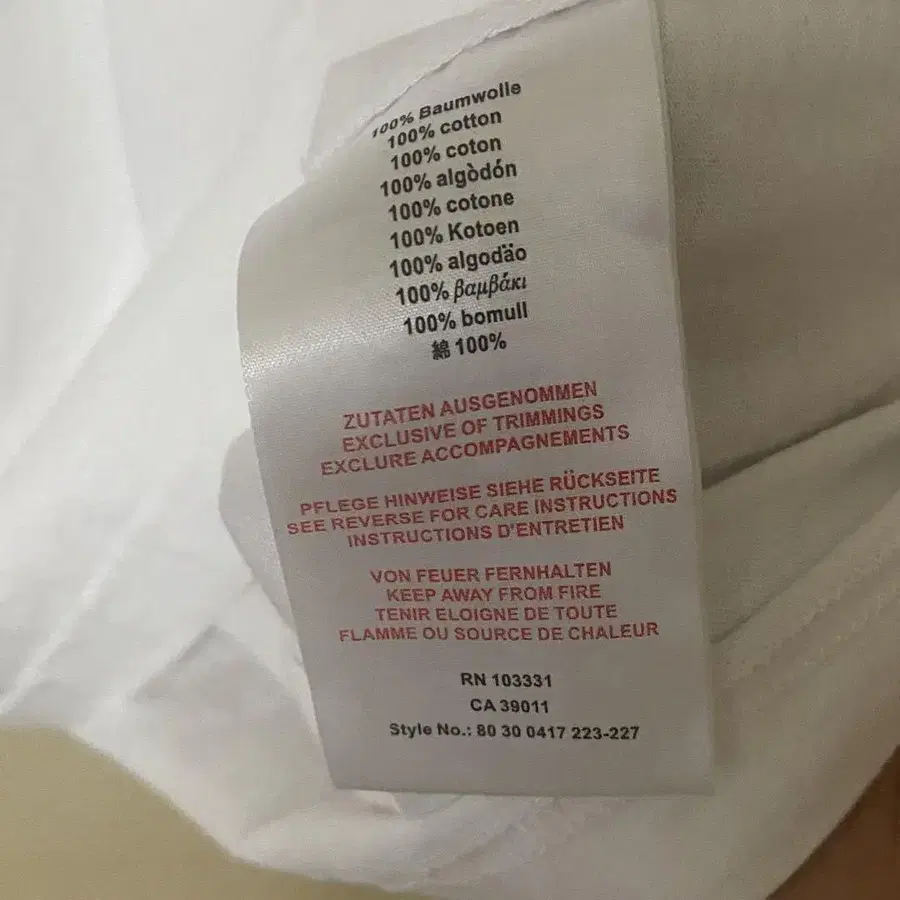 100% Baumwolle
100% cotton
100% coton
100% algòdón
100% cotone
100% Kotoen
100% algodäo
100% βαμβάκι
100% bomull
綿 100%
ZUTATEN AUSGENOMMEN
EXCLUSIVE OF TRIMMINGS
EXCLURE ACCOMPAGNEMENTS
PFLEGE HINWEISE SIEHE RÜCKSEITE
SEE REVERSE FOR CARE INSTRUCTIONS
INSTRUCTIONS D'ENTRETIEN
VON FEUER FERNHALTEN
KEEP AWAY FROM FIRE
TENIR ELOIGNE DE TOUTE
FLAMME OU SOURCE DE CHALEUR
RN 103331
CA 39011
Style No.: 80 30 0417 223-227